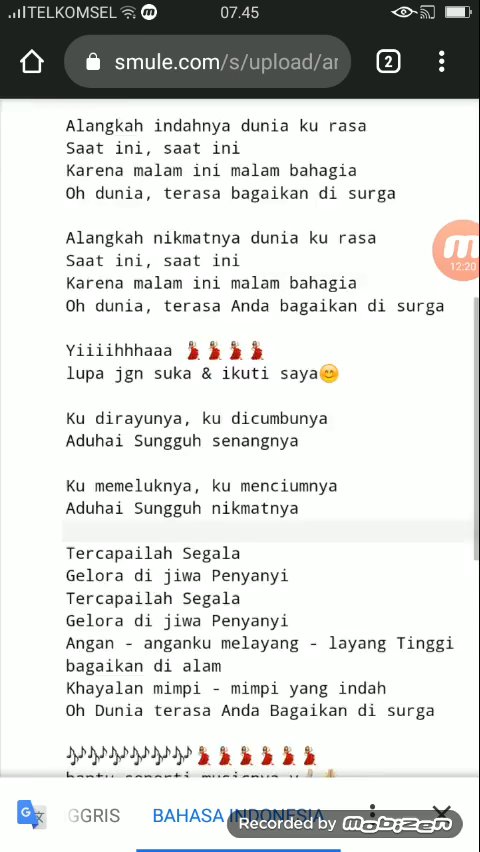 TELKOMSEL
07.45
smule.com/s/upload/ar
2
Alangkah indahnya dunia ku rasa
Saat ini, saat ini
Karena malam ini malam bahagia
Oh dunia, terasa bagaikan di surga
Alangkah nikmatnya dunia ku rasa
Saat ini, saat ini
Karena malam ini malam bahagia
Oh dunia, terasa Anda bagaikan di surga
12:20
Yiiiihhhaaa 💃💃💃💃
lupa jgn suka & ikuti saya😊
Ku dirayunya, ku dicumbunya
Aduhai Sungguh senangnya
Ku memeluknya, ku menciumnya
Aduhai Sungguh nikmatnya
Tercapailah Segala
Gelora di jiwa Penyanyi
Tercapailah Segala
Gelora di jiwa Penyanyi
Angan - anganku melayang - layang Tinggi
bagaikan di alam
Khayalan mimpi - mimpi yang indah
Oh Dunia terasa Anda Bagaikan di surga
🎶🎶🎶🎶🎶🎶💃💃💃💃💃💃
bantu seperti musicnya y
GGRIS
BAHASA INDONESIA
Recorded by mobizen